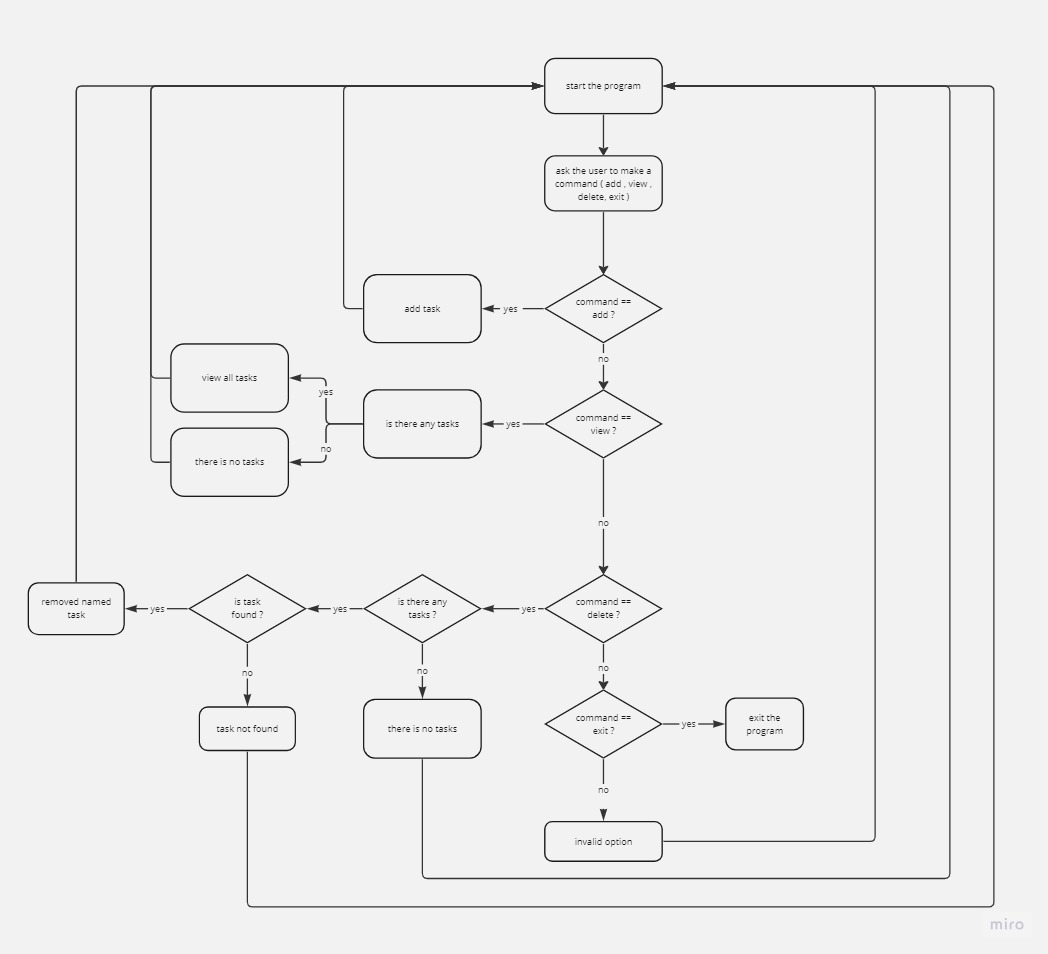 start the program
ask the user to make a
command ( add , view ,
delete, exit )
command ==
add ?
yes
add task
no
view all tasks
yes
command ==
view ?
yes
is there any tasks
no
there is no tasks
no
command ==
delete ?
yes
is there any
tasks ?
yes
is task
found ?
yes
removed named
task
no
task not found
no
there is no tasks
no
command ==
exit ?
yes
exit the
program
no
invalid option
miro